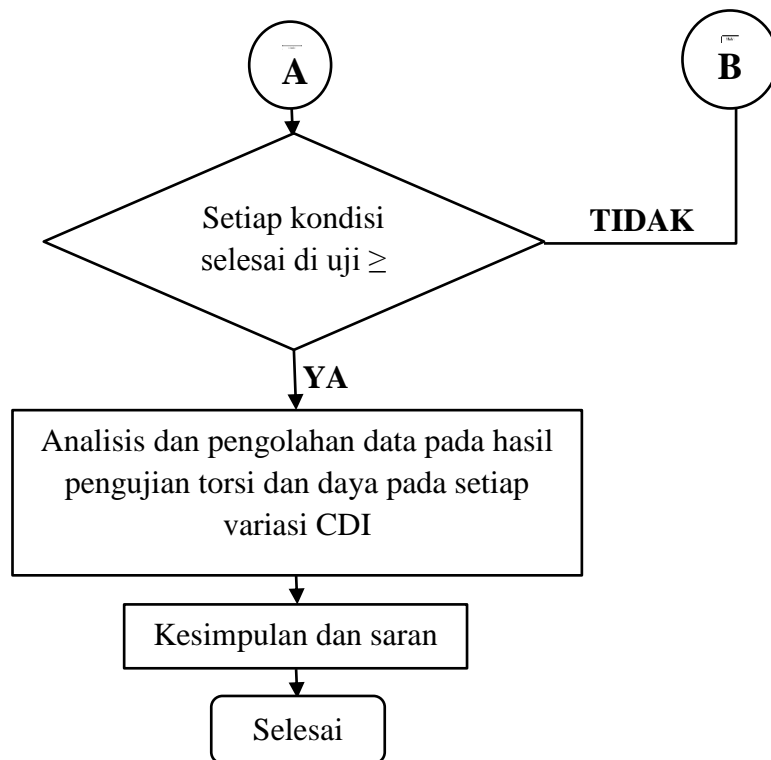 A
B
Setiap kondisi
selesai di uji ≥
TIDAK
YA
Analisis dan pengolahan data pada hasil
pengujian torsi dan daya pada setiap
variasi CDI
Kesimpulan dan saran
Selesai